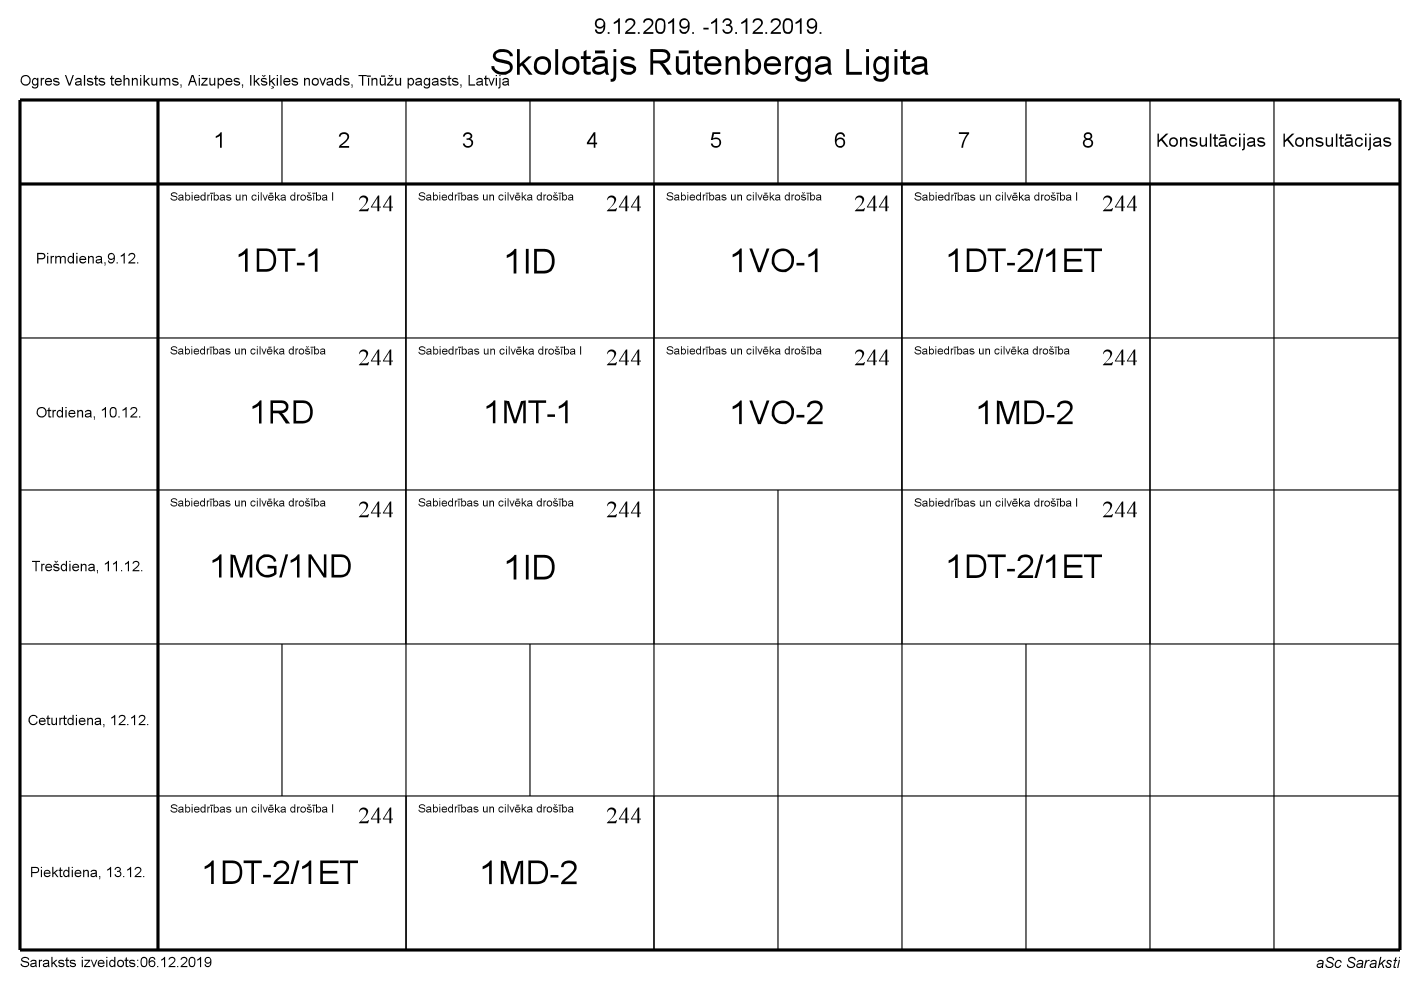 9.12.2019. -13.12.2019.
Skolotājs Rūtenberga Ligita
Ogres Valsts tehnikums, Aizupes, Ikšķiles novads, Tīnūžu pagasts, Latvija
1 2 3 4 5 6 7 8 Konsultācijas Konsultācijas
Sabiedrības un cilvēka drošība I 244 Sabiedrības un cilvēka drošība 244 Sabiedrības un cilvēka drošība 244 Sabiedrības un cilvēka drošība I 244
Pirmdiena,9.12. 1DT-1 1ID 1VO-1 1DT-2/1ET
Sabiedrības un cilvēka drošība 244 Sabiedrības un cilvēka drošība I 244 Sabiedrības un cilvēka drošība 244 Sabiedrības un cilvēka drošība 244
Otrdiena, 10.12. 1RD 1MT-1 1VO-2 1MD-2
Sabiedrības un cilvēka drošība 244 Sabiedrības un cilvēka drošība 244 Sabiedrības un cilvēka drošība I 244
Trešdiena, 11.12. 1MG/1ND 1ID 1DT-2/1ET
Ceturtdiena, 12.12.
Sabiedrības un cilvēka drošība I 244 Sabiedrības un cilvēka drošība 244
Piektdiena, 13.12. 1DT-2/1ET 1MD-2
Saraksts izveidots:06.12.2019 aSc Saraksti